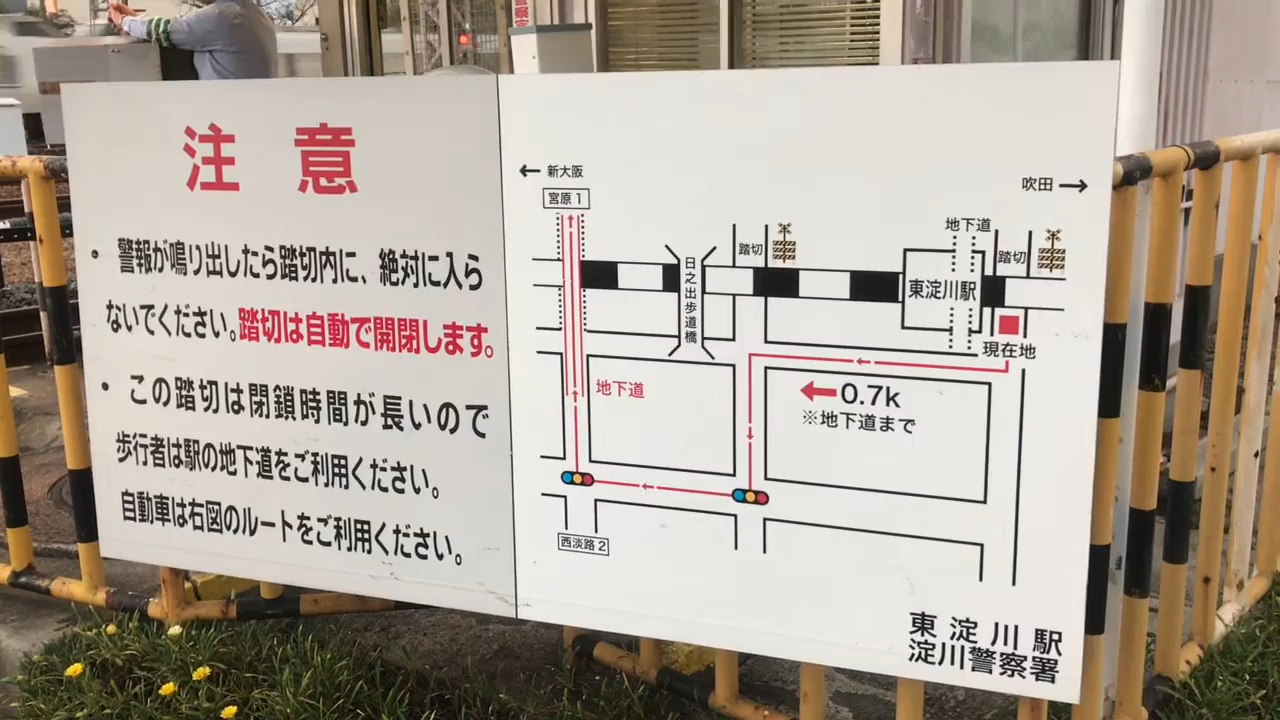 注意
・警報が鳴り出したら踏切内に、絶対に入ら
ないでください。踏切は自動で開閉します。
・この踏切は閉鎖時間が長いので
歩行者は駅の地下道をご利用ください。
自動車は右図のルートをご利用ください。
← 新大阪
宮原1
吹田 →
地下道
踏切
踏切
日之出歩道橋
東淀川駅
現在地
地下道
←0.7k
※地下道まで
西淡路2
東淀川駅
淀川警察署